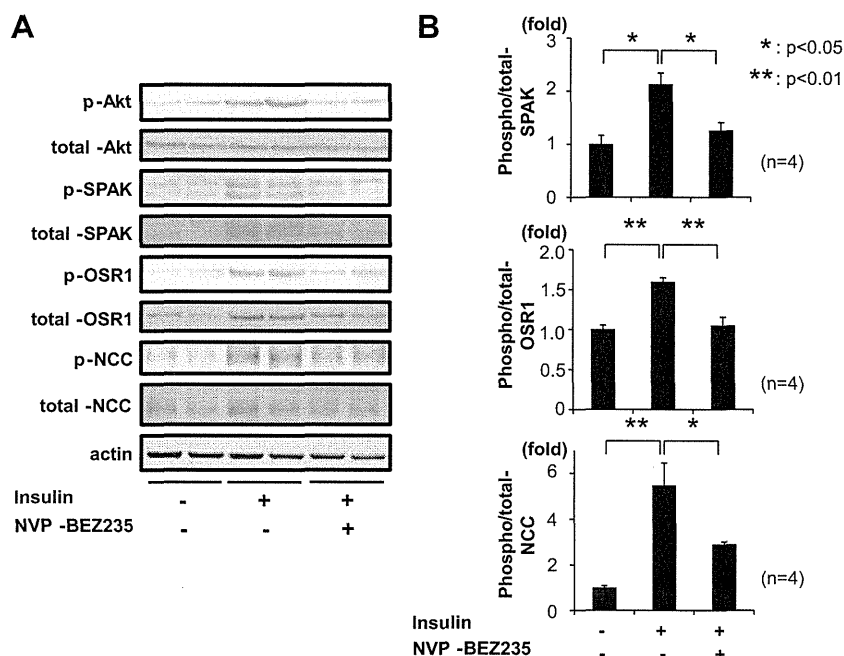 A
p-Akt
total -Akt
p-SPAK
total -SPAK
p-OSR1
total -OSR1
p-NCC
total -NCC
actin
Insulin - + +
NVP -BEZ235 - - +
B
(fold)
* *
* : p<0.05
** : p<0.01
Phospho/total-
SPAK
3
2
1
0
(n=4)
(fold)
** **
Phospho/total-
OSR1
2.0
1.5
1.0
0.5
0
(n=4)
(fold)
** *
Phospho/total-
NCC
6
4
2
0
(n=4)
Insulin - + +
NVP -BEZ235 - - +